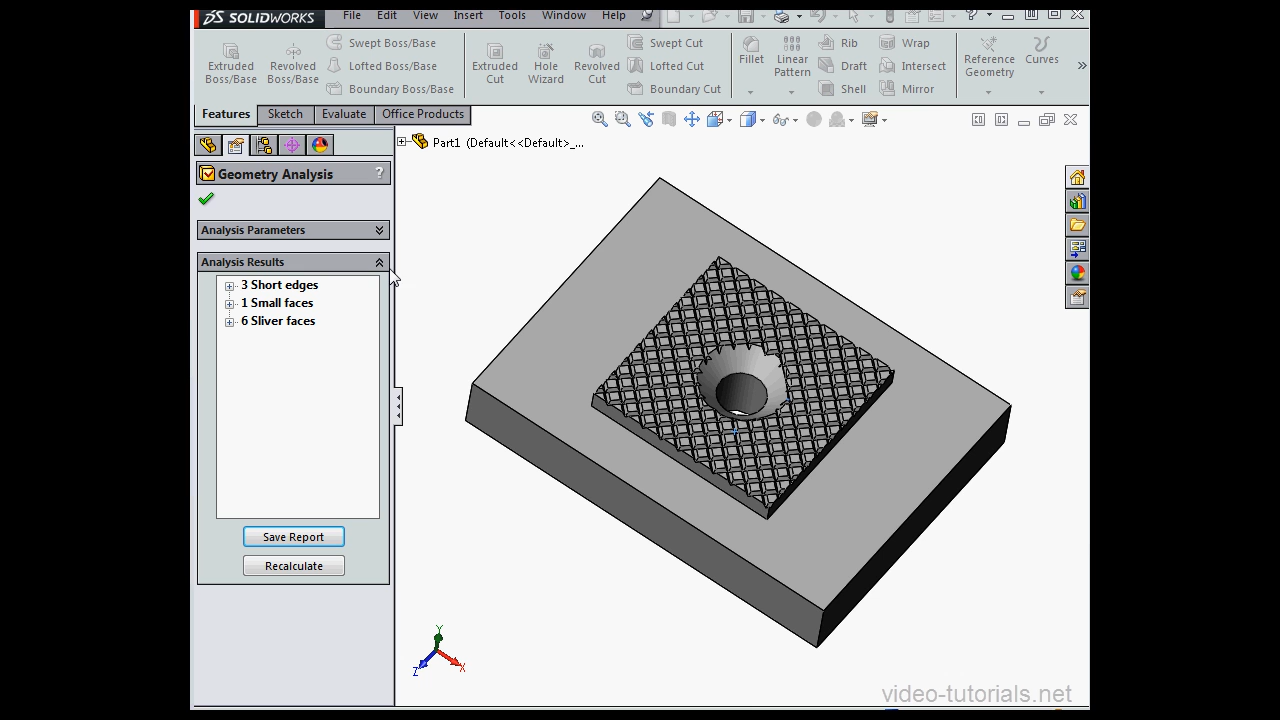 SOLIDWORKS File Edit View Insert Tools Window Help
Extruded Boss/Base
Revolved Boss/Base
Swept Boss/Base
Lofted Boss/Base
Boundary Boss/Base
Extruded Cut
Hole Wizard
Revolved Cut
Swept Cut
Lofted Cut
Boundary Cut
Fillet
Linear Pattern
Rib
Draft
Shell
Wrap
Intersect
Mirror
Reference Geometry
Curves
Features Sketch Evaluate Office Products
Part1 (Default<<Default>_...
Geometry Analysis ?
Analysis Parameters
Analysis Results
3 Short edges
1 Small faces
6 Sliver faces
Save Report
Recalculate
Y
Z X
video-tutorials.net